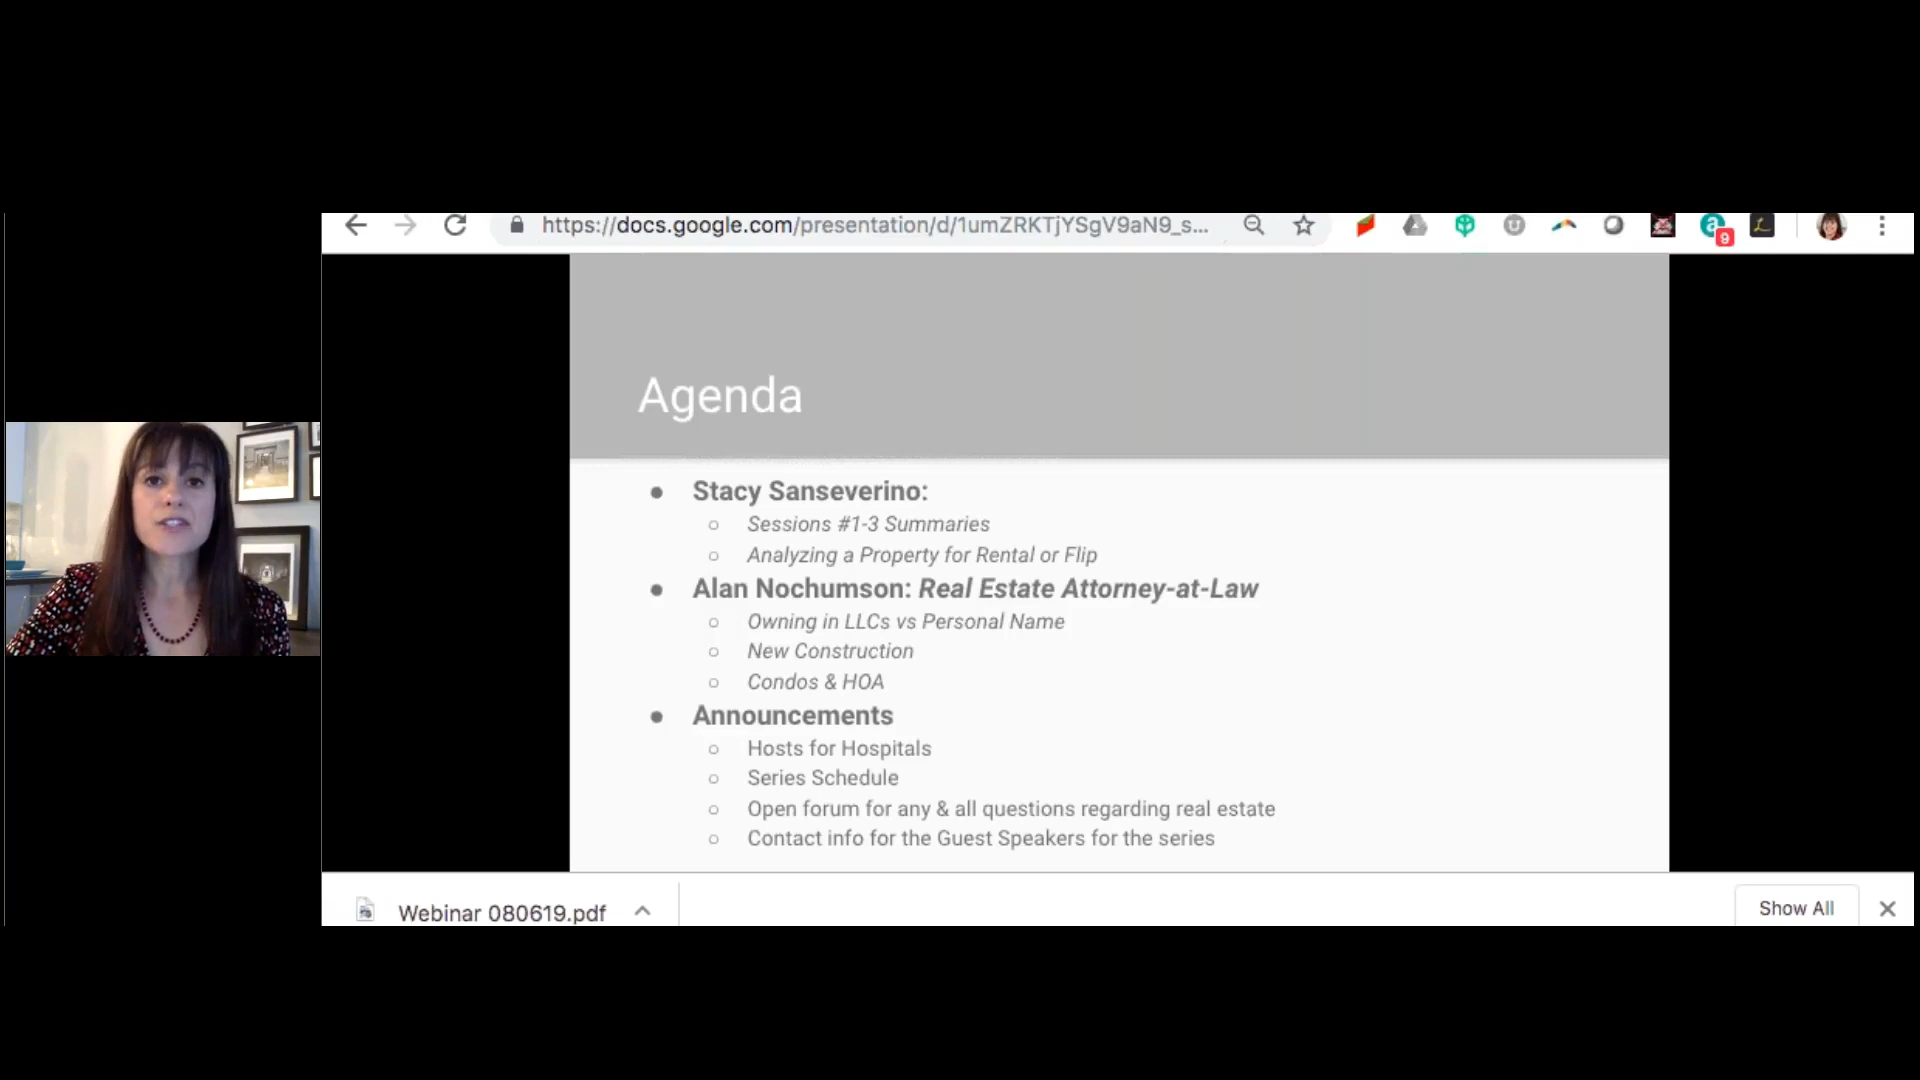 https://docs.google.com/presentation/d/1umZRKTjYSgV9aN9_s...
a
9
L
Agenda
Stacy Sanseverino:
Sessions #1-3 Summaries
Analyzing a Property for Rental or Flip
Alan Nochumson: Real Estate Attorney-at-Law
Owning in LLCs vs Personal Name
New Construction
Condos & HOA
Announcements
Hosts for Hospitals
Series Schedule
Open forum for any & all questions regarding real estate
Contact info for the Guest Speakers for the series
Webinar 080619.pdf
Show All